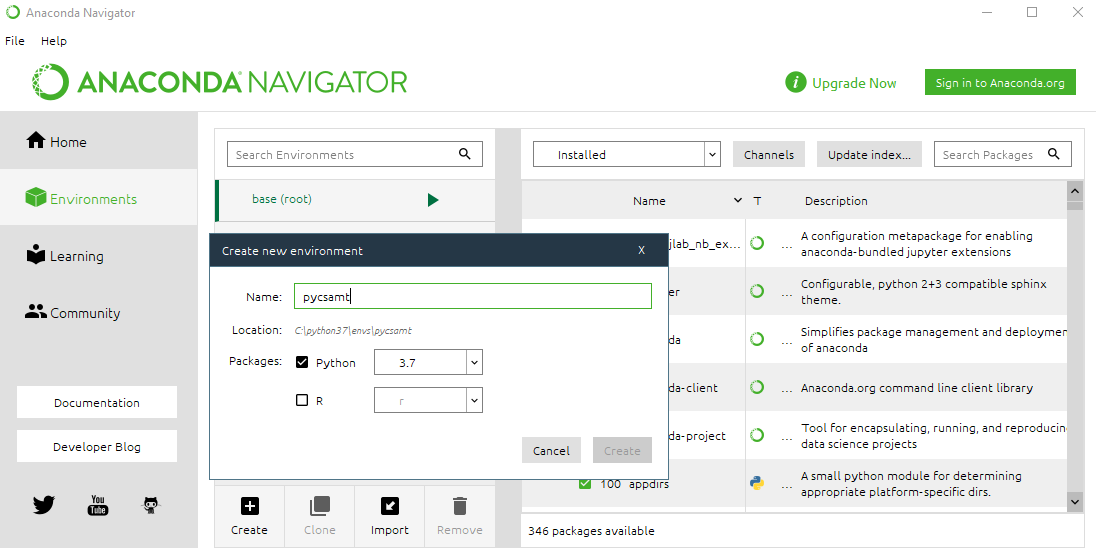 Anaconda Navigator
File Help
ANACONDA NAVIGATOR
Upgrade Now
Sign in to Anaconda.org
Home
Environments
Learning
Community
Documentation
Developer Blog
You
Tube
Search Environments
base (root)
Create new environment X
Name: pycsamt
Location: C:\python37\envs\pycsamt
Packages: Python 3.7
R r
Cancel Create
Create Clone Import Remove
Installed Channels Update index... Search Packages
Name T Description
_jlab_nb_ex... ... A configuration metapackage for enabling
anaconda-bundled jupyter extensions
er ... Configurable, python 2+3 compatible sphinx
theme.
da ... Simplifies package management and deploymen
of anaconda
da-client ... Anaconda.org command line client library
da-project ... Tool for encapsulating, running, and reproducin
data science projects
_100_appdirs ... A small python module for determining
appropriate platform-specific dirs.
346 packages available